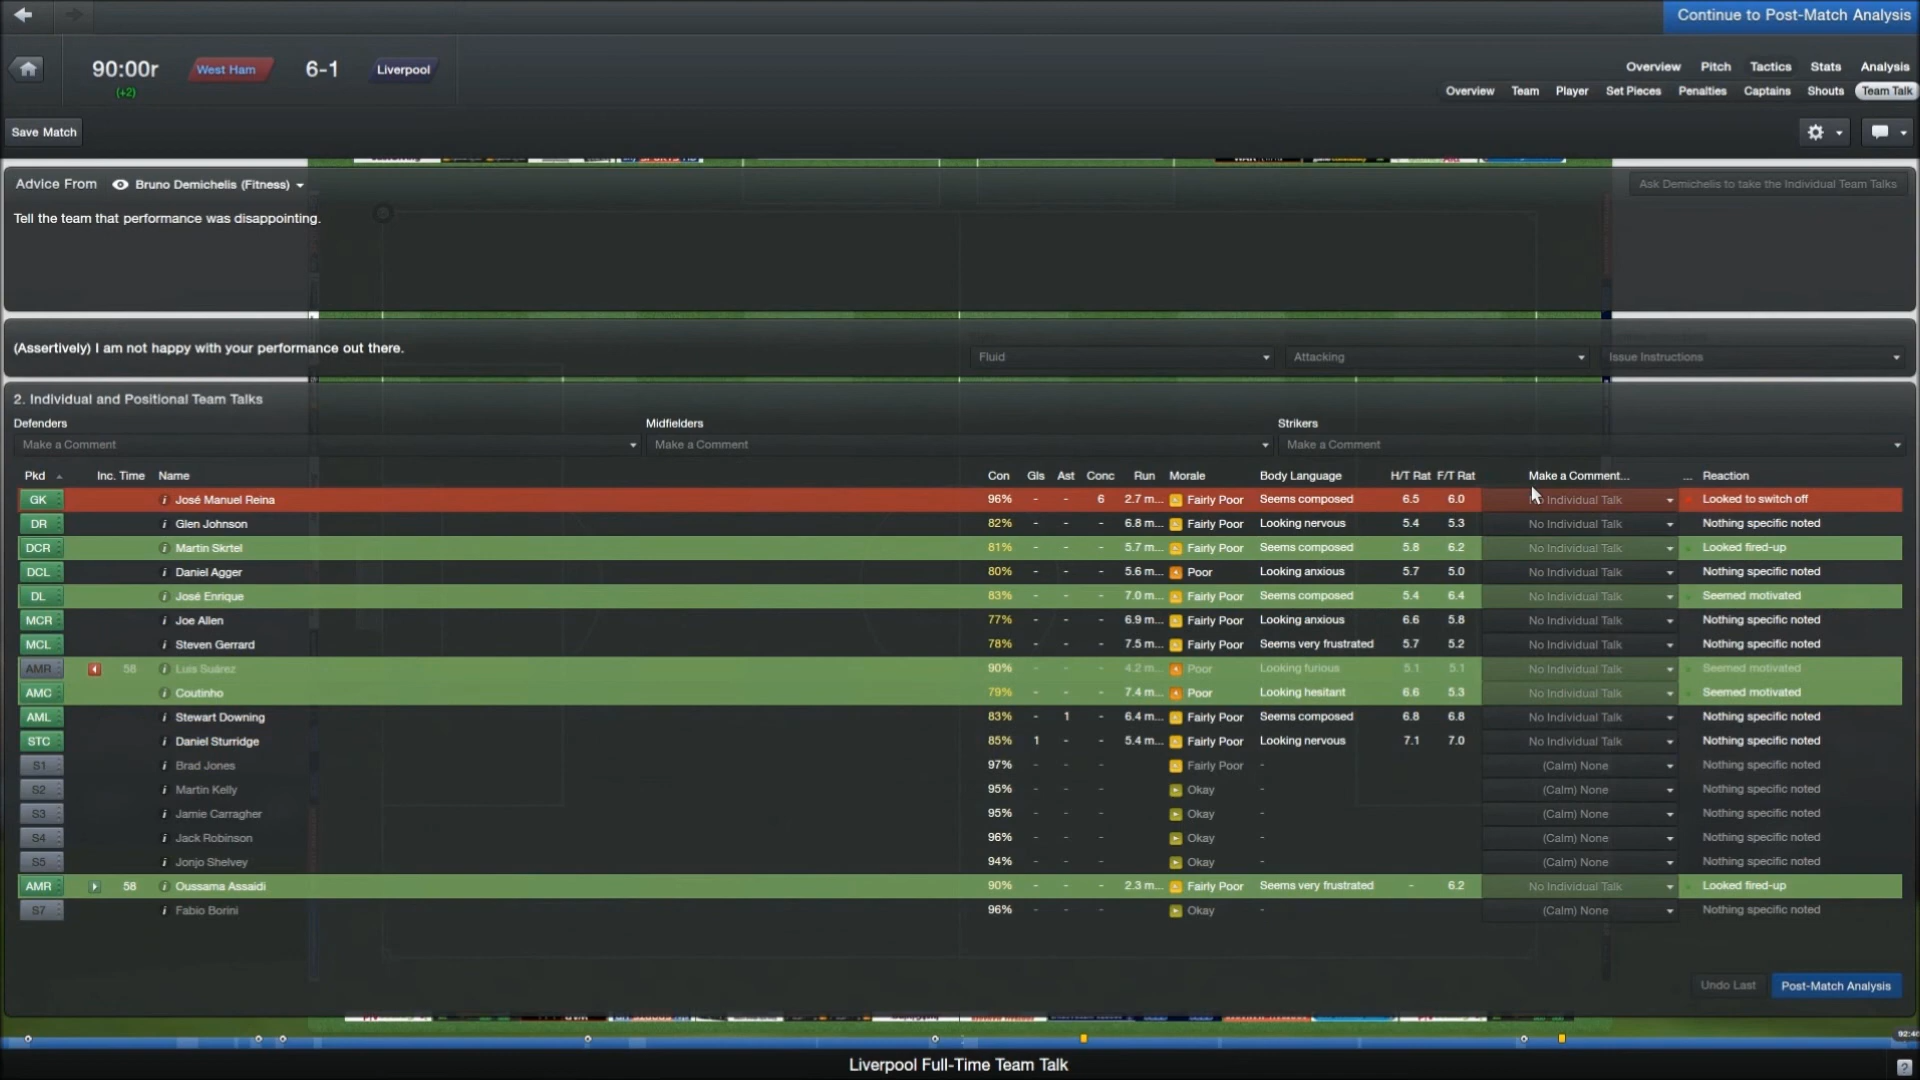 Continue to Post-Match Analysis
90:00r West Ham 6-1 Liverpool
(+2)
Overview Pitch Tactics Stats Analysis
Overview Team Player Set Pieces Penalties Captains Shouts Team Talk
Save Match
Advice From Bruno Demichelis (Fitness)
Ask Demichelis to take the Individual Team Talks
Tell the team that performance was disappointing.
(Assertively) I am not happy with your performance out there.
Fluid Attacking Issue Instructions
2. Individual and Positional Team Talks
Defenders Midfielders Strikers
Make a Comment Make a Comment Make a Comment
Pkd Inc. Time Name Con Gls Ast Conc Run Morale Body Language H/T Rat F/T Rat Make a Comment... ... Reaction
GK i José Manuel Reina 96% - - 6 2.7 m... Fairly Poor Seems composed 6.5 6.0 No Individual Talk Looked to switch off
DR i Glen Johnson 82% - - - 6.8 m... Fairly Poor Looking nervous 5.4 5.3 No Individual Talk Nothing specific noted
DCR i Martin Skrtel 81% - - - 5.7 m... Fairly Poor Seems composed 5.8 6.2 No Individual Talk Looked fired-up
DCL i Daniel Agger 80% - - - 5.6 m... Poor Looking anxious 5.7 5.0 No Individual Talk Nothing specific noted
DL i José Enrique 83% - - - 7.0 m... Fairly Poor Seems composed 5.4 6.4 No Individual Talk Seemed motivated
MCR i Joe Allen 77% - - - 6.9 m... Fairly Poor Looking anxious 6.6 5.8 No Individual Talk Nothing specific noted
MCL i Steven Gerrard 78% - - - 7.5 m... Fairly Poor Seems very frustrated 5.7 5.2 No Individual Talk Nothing specific noted
AMR 58 i Luis Suárez 90% - - - 4.2 m... Poor Looking furious 5.1 5.1 No Individual Talk Seemed motivated
AMC i Coutinho 79% - - - 7.4 m... Poor Looking hesitant 6.6 5.3 No Individual Talk Seemed motivated
AML i Stewart Downing 83% - 1 - 6.4 m... Fairly Poor Seems composed 6.8 6.8 No Individual Talk Nothing specific noted
STC i Daniel Sturridge 85% 1 - - 5.4 m... Fairly Poor Looking nervous 7.1 7.0 No Individual Talk Nothing specific noted
S1 i Brad Jones 97% - - - Fairly Poor - (Calm) None Nothing specific noted
S2 i Martin Kelly 95% - - - Okay - (Calm) None Nothing specific noted
S3 i Jamie Carragher 95% - - - Okay - (Calm) None Nothing specific noted
S4 i Jack Robinson 96% - - - Okay - (Calm) None Nothing specific noted
S5 i Jonjo Shelvey 94% - - - Okay - (Calm) None Nothing specific noted
AMR 58 i Oussama Assaidi 90% - - - 2.3 m... Fairly Poor Seems very frustrated - 6.2 No Individual Talk Looked fired-up
S7 i Fabio Borini 96% - - - Okay - (Calm) None Nothing specific noted
Undo Last Post-Match Analysis
Liverpool Full-Time Team Talk
?